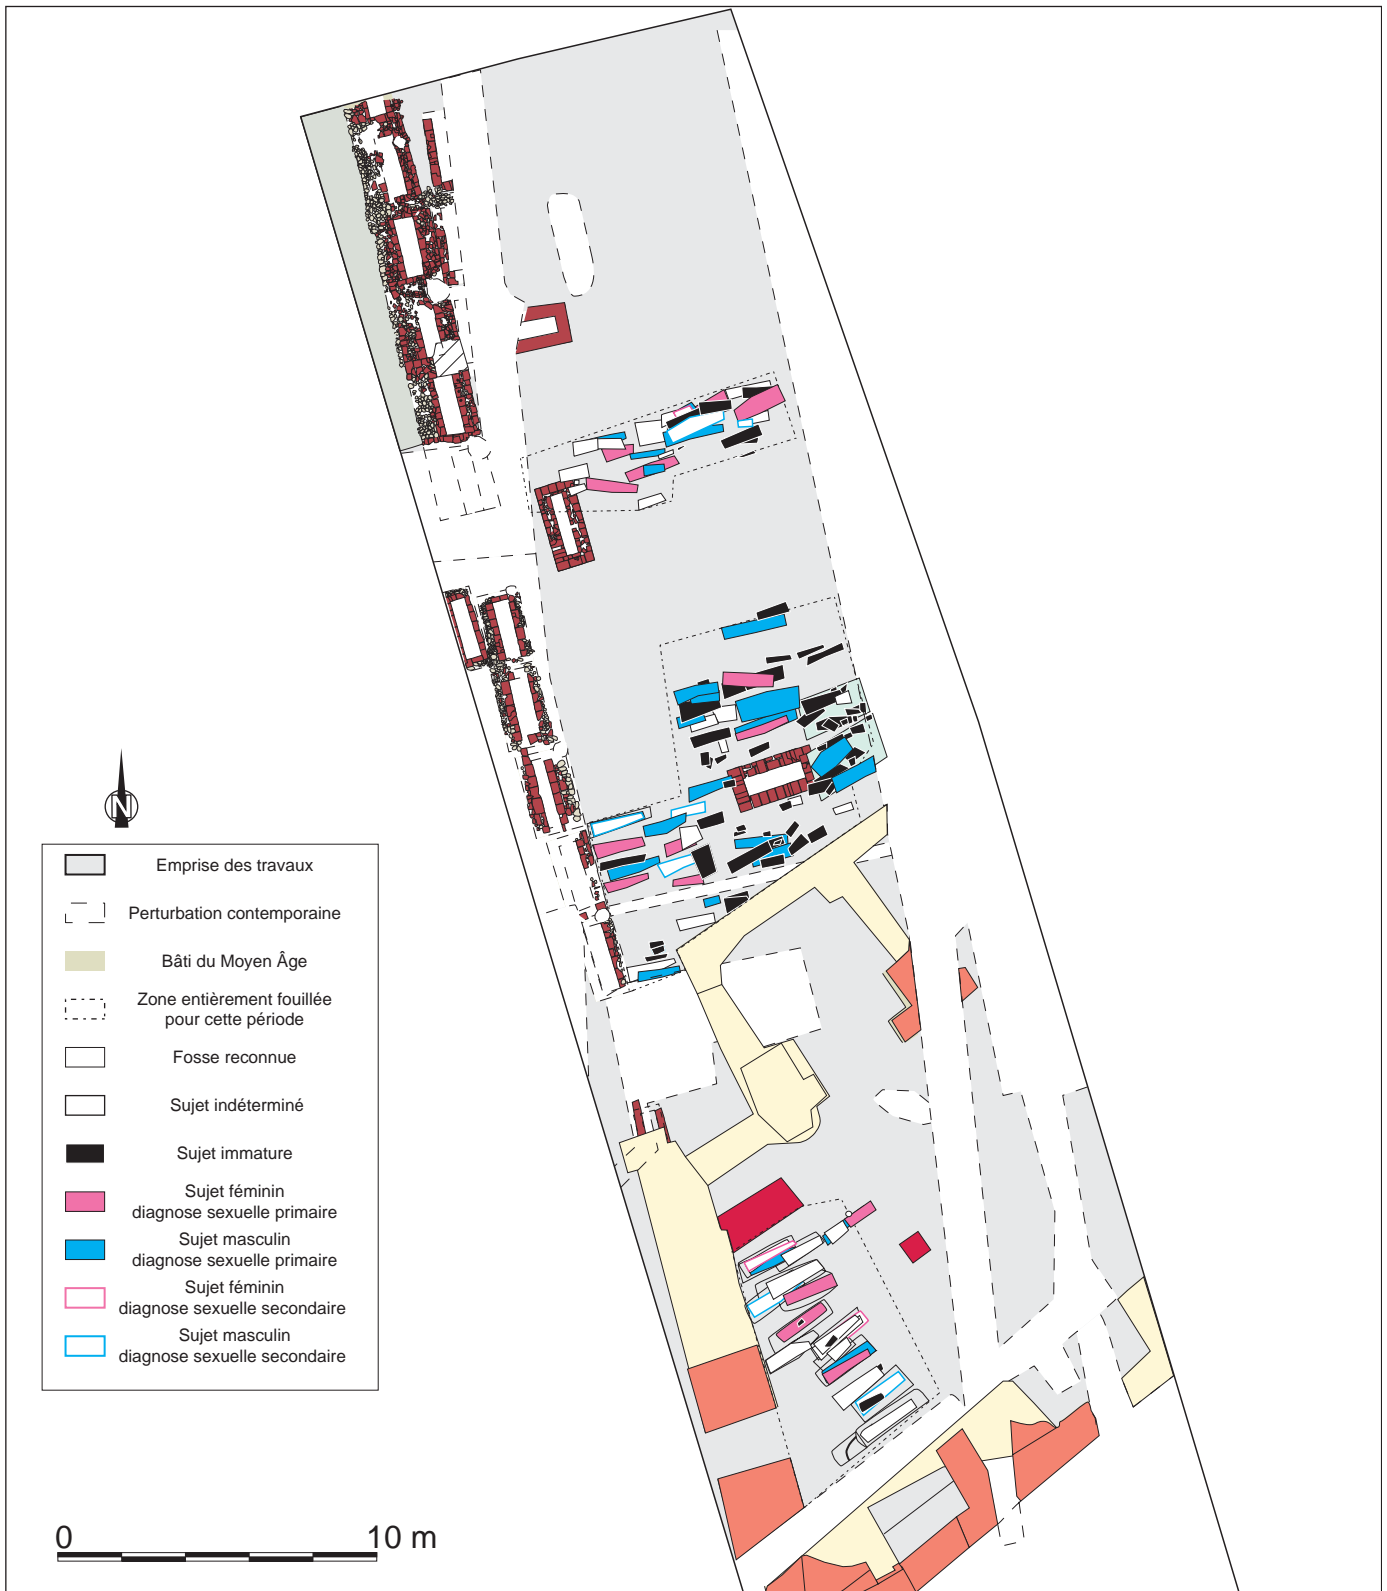 N
Emprise des travaux
Perturbation contemporaine
Bâti du Moyen Âge
Zone entièrement fouillée
pour cette période
Fosse reconnue
Sujet indéterminé
Sujet immature
Sujet féminin
diagnose sexuelle primaire
Sujet masculin
diagnose sexuelle primaire
Sujet féminin
diagnose sexuelle secondaire
Sujet masculin
diagnose sexuelle secondaire
0 10 m